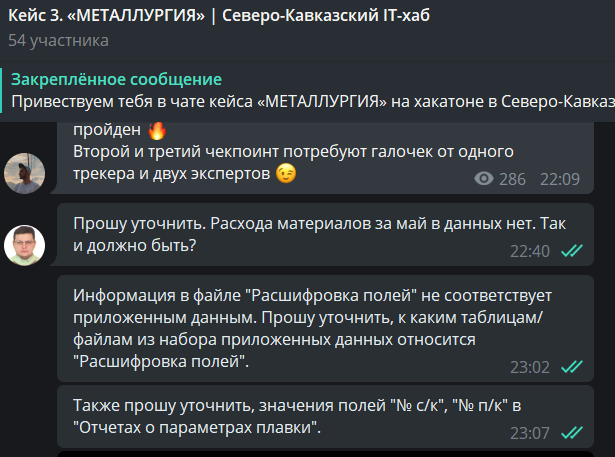 Кейс 3. «МЕТАЛЛУРГИЯ» | Северо-Кавказский IT-хаб
54 участника
Закреплённое сообщение
Привествуем тебя в чате кейса «МЕТАЛЛУРГИЯ» на хакатоне в Северо-Кавказ
пройден 🔥
Второй и третий чекпоинт потребуют галочек от одного
трекера и двух экспертов 😉
286 22:09
Прошу уточнить. Расхода материалов за май в данных нет. Так
и должно быть?
22:40
Информация в файле "Расшифровка полей" не соответствует
приложенным данным. Прошу уточнить, к каким таблицам/
файлам из набора приложенных данных относится
"Расшифровка полей".
23:02
Также прошу уточнить, значения полей "№ с/к", "№ п/к" в
"Отчетах о параметрах плавки".
23:07